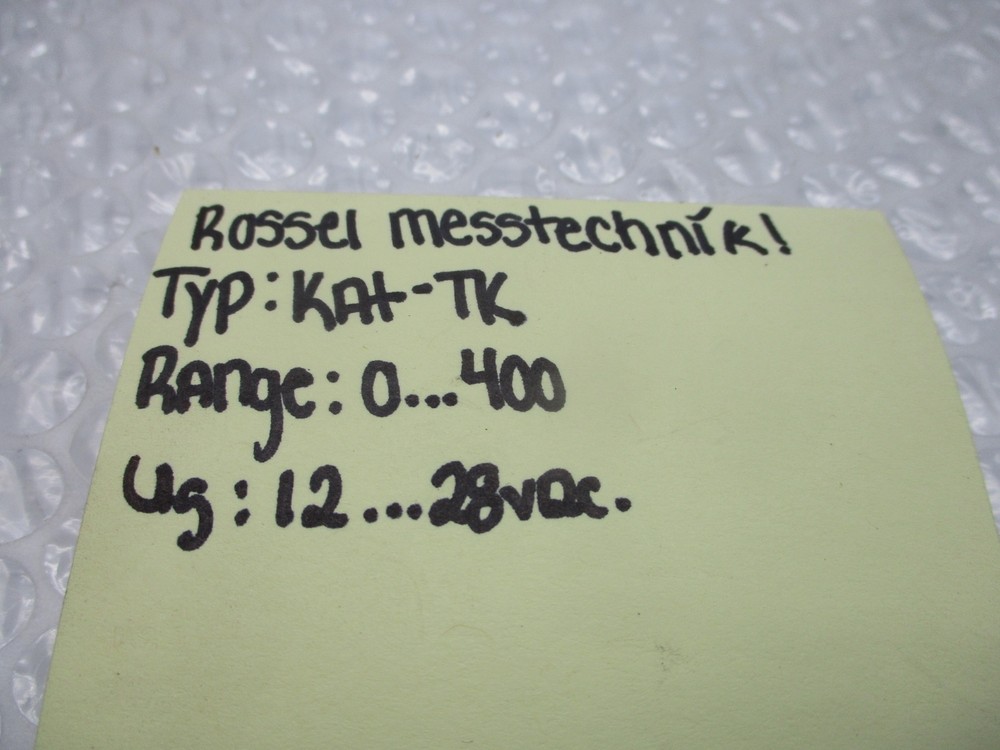 Rossel messtechnik!
Typ: KAt-TK
RAnge: 0...400
Ug: 12...28vDc.